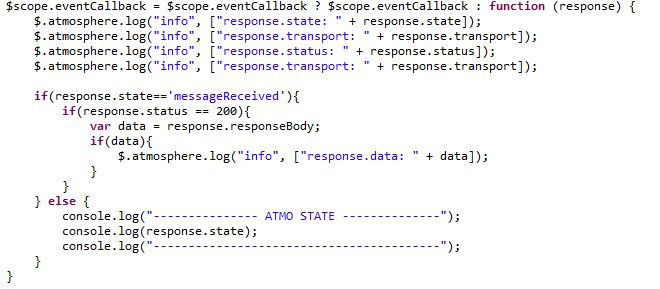 $scope.eventCallback = $scope.eventCallback ? $scope.eventCallback : function (response) {
    $.atmosphere.log("info", ["response.state: " + response.state]);
    $.atmosphere.log("info", ["response.transport: " + response.transport]);
    $.atmosphere.log("info", ["response.status: " + response.status]);
    $.atmosphere.log("info", ["response.transport: " + response.transport]);

    if(response.state=='messageReceived'){
        if(response.status == 200){
            var data = response.responseBody;
            if(data){
                $.atmosphere.log("info", ["response.data: " + data]);
            }
        }
    } else {
        console.log("--------------- ATMO STATE --------------");
        console.log(response.state);
        console.log("-----------------------------------------");
    }
}